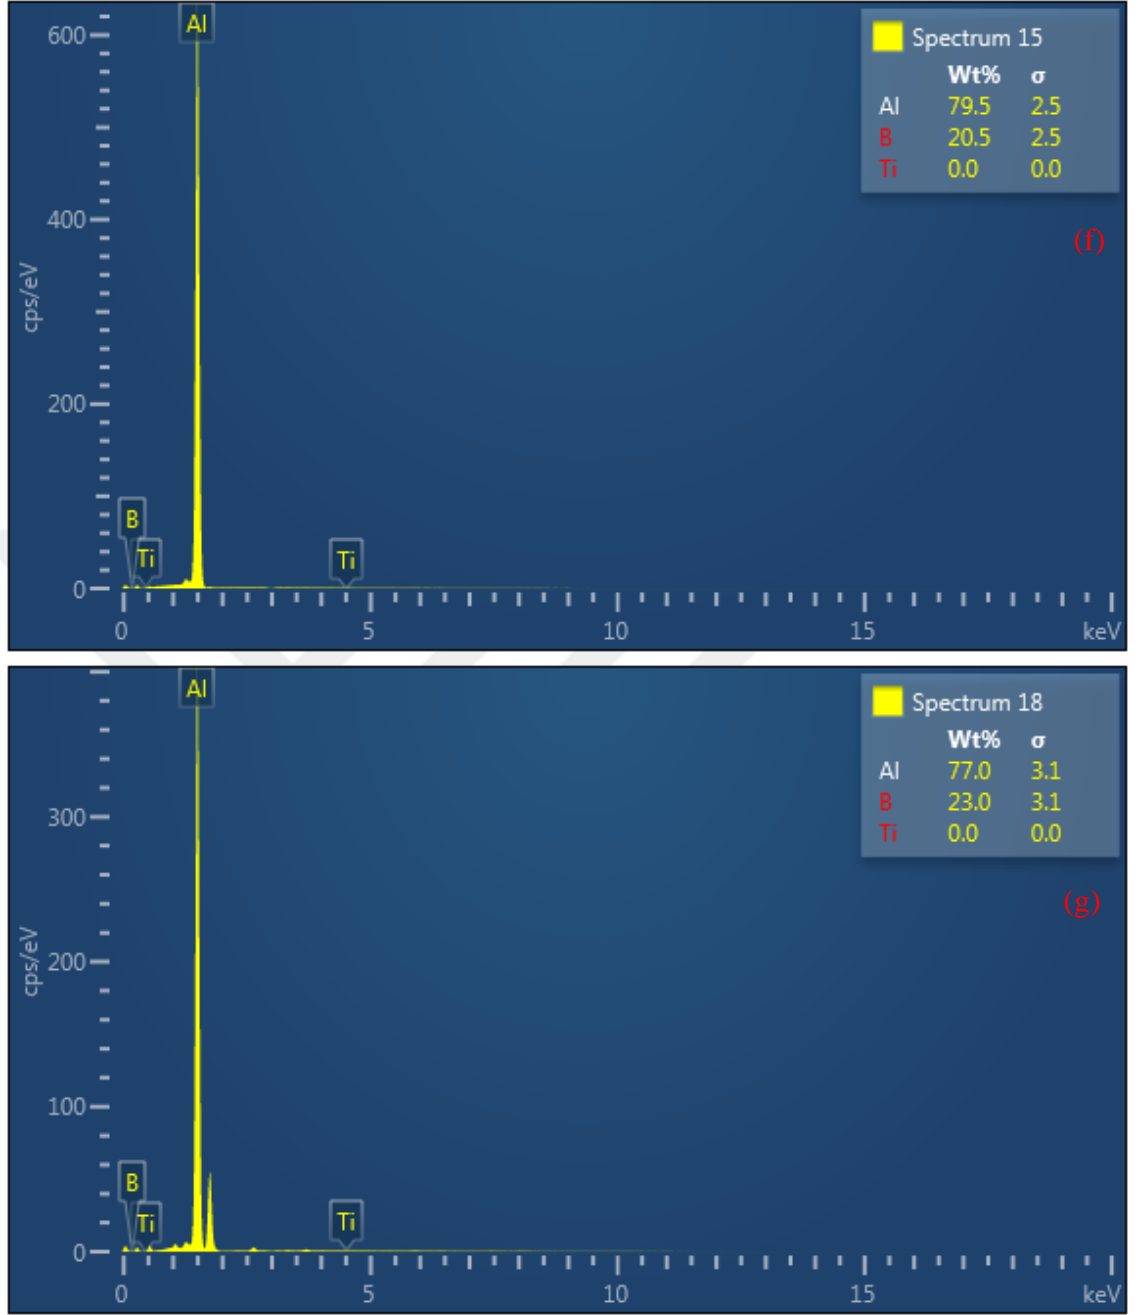 Al
600
400
200
0
cps/eV
B
Ti
Ti
0
5
10
15
keV
Spectrum 15
Wt% σ
Al 79.5 2.5
B 20.5 2.5
Ti 0.0 0.0
(f)
Al
300
200
100
0
cps/eV
B
Ti
Ti
0
5
10
15
keV
Spectrum 18
Wt% σ
Al 77.0 3.1
B 23.0 3.1
Ti 0.0 0.0
(g)